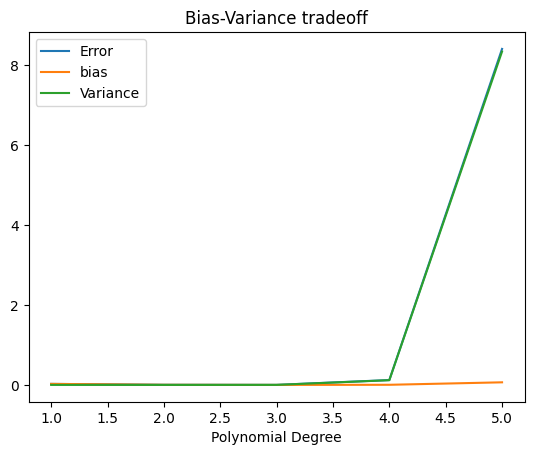 Bias-Variance tradeoff
Error
bias
Variance
8
6
4
2
0
1.0 1.5 2.0 2.5 3.0 3.5 4.0 4.5 5.0
Polynomial Degree